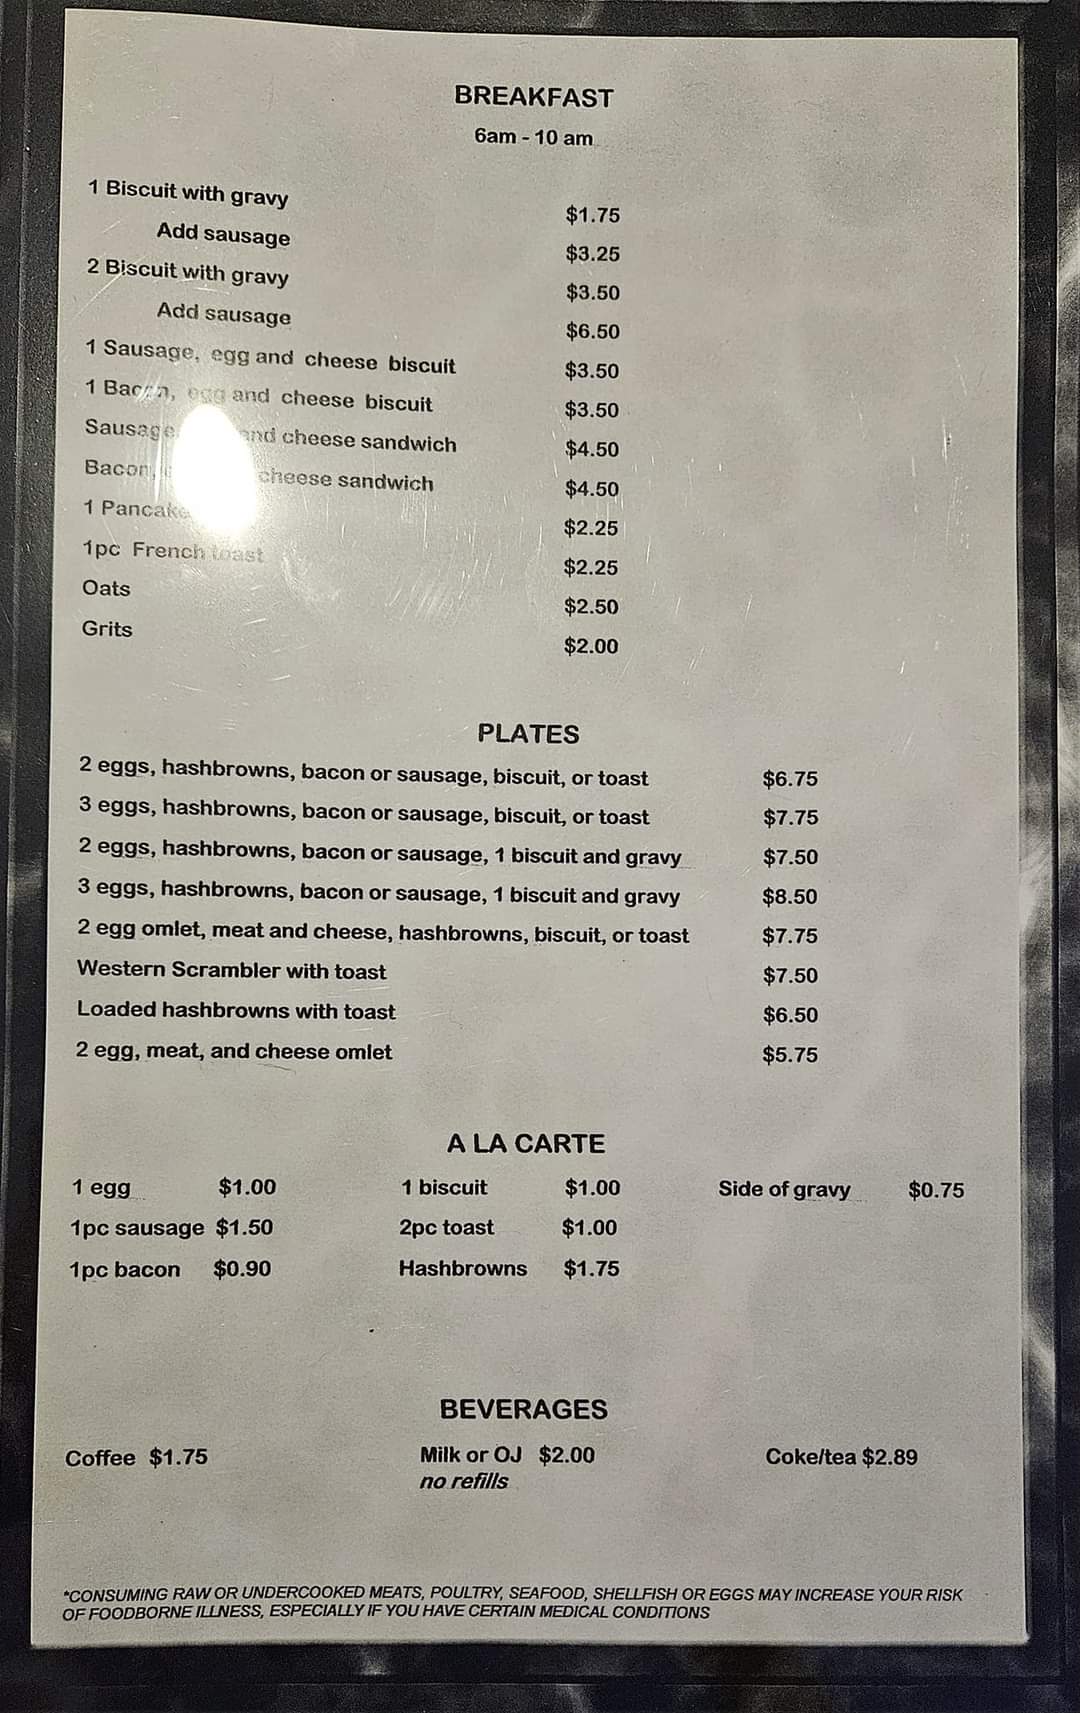 BREAKFAST
6am - 10 am
1 Biscuit with gravy $1.75
Add sausage $3.25
2 Biscuit with gravy $3.50
Add sausage $6.50
1 Sausage, egg and cheese biscuit $3.50
1 Bacon, egg and cheese biscuit $3.50
Sausage and cheese sandwich $4.50
Bacon, cheese sandwich $4.50
1 Pancake $2.25
1pc French toast $2.25
Oats $2.50
Grits $2.00
PLATES
2 eggs, hashbrowns, bacon or sausage, biscuit, or toast $6.75
3 eggs, hashbrowns, bacon or sausage, biscuit, or toast $7.75
2 eggs, hashbrowns, bacon or sausage, 1 biscuit and gravy $7.50
3 eggs, hashbrowns, bacon or sausage, 1 biscuit and gravy $8.50
2 egg omlet, meat and cheese, hashbrowns, biscuit, or toast $7.75
Western Scrambler with toast $7.50
Loaded hashbrowns with toast $6.50
2 egg, meat, and cheese omlet $5.75
A LA CARTE
1 egg $1.00 1 biscuit $1.00 Side of gravy $0.75
1pc sausage $1.50 2pc toast $1.00
1pc bacon $0.90 Hashbrowns $1.75
BEVERAGES
Coffee $1.75 Milk or OJ $2.00 Coke/tea $2.89
no refills
*CONSUMING RAW OR UNDERCOOKED MEATS, POULTRY, SEAFOOD, SHELLFISH OR EGGS MAY INCREASE YOUR RISK
OF FOODBORNE ILLNESS, ESPECIALLY IF YOU HAVE CERTAIN MEDICAL CONDITIONS